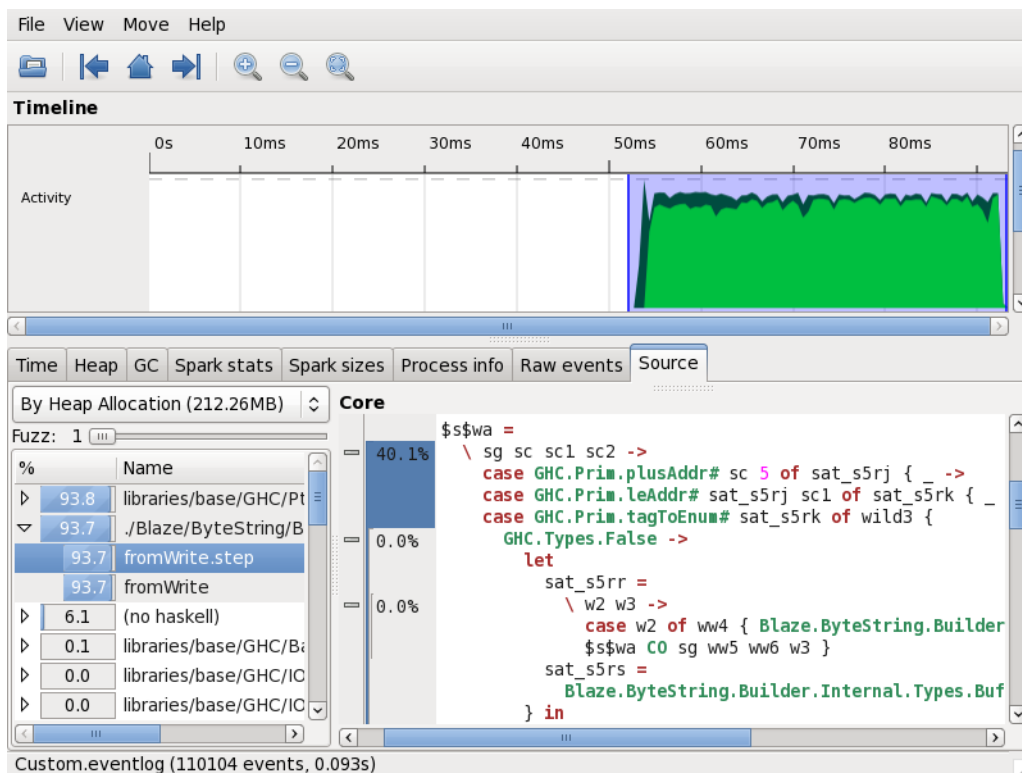 File View Move Help
Timeline
0s 10ms 20ms 30ms 40ms 50ms 60ms 70ms 80ms
Activity
Time Heap GC Spark stats Spark sizes Process info Raw events Source
By Heap Allocation (212.26MB)
Fuzz: 1
% Name
93.8 libraries/base/GHC/Pt
93.7 ./Blaze/ByteString/B
93.7 fromWrite.step
93.7 fromWrite
6.1 (no haskell)
0.1 libraries/base/GHC/Ba
0.0 libraries/base/GHC/IO
0.0 libraries/base/GHC/IO
Core
$s$wa =
40.1% \ sg sc sc1 sc2 ->
case GHC.Prim.plusAddr# sc 5 of sat_s5rj { _ ->
case GHC.Prim.leAddr# sat_s5rj sc1 of sat_s5rk { _
case GHC.Prim.tagToEnum# sat_s5rk of wild3 {
0.0% GHC.Types.False ->
let
sat_s5rr =
0.0% \ w2 w3 ->
case w2 of ww4 { Blaze.ByteString.Builder
$s$wa CO sg ww5 ww6 w3 }
sat_s5rs =
Blaze.ByteString.Builder.Internal.Types.Buf
} in
Custom.eventlog (110104 events, 0.093s)